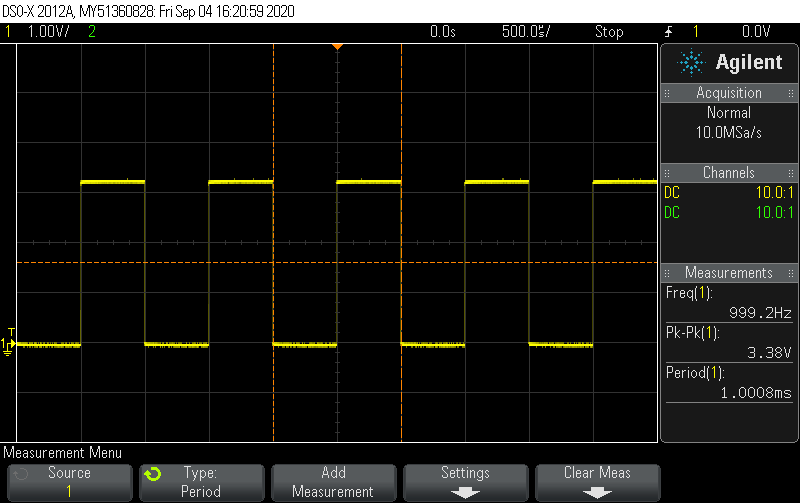 DSO-X 2012A, MY51360828: Fri Sep 04 16:20:59 2020
1 1.00V/ 2 0.0s 500.0µs/ Stop 1 0.0V
Agilent
Acquisition
Normal
10.0MSa/s
Channels
DC 10.0:1
DC 10.0:1
Measurements
Freq(1):
999.2Hz
Pk-Pk(1):
3.38V
Period(1):
1.0008ms
T
1
Measurement Menu
Source
1
Type:
Period
Add
Measurement
Settings
Clear Meas